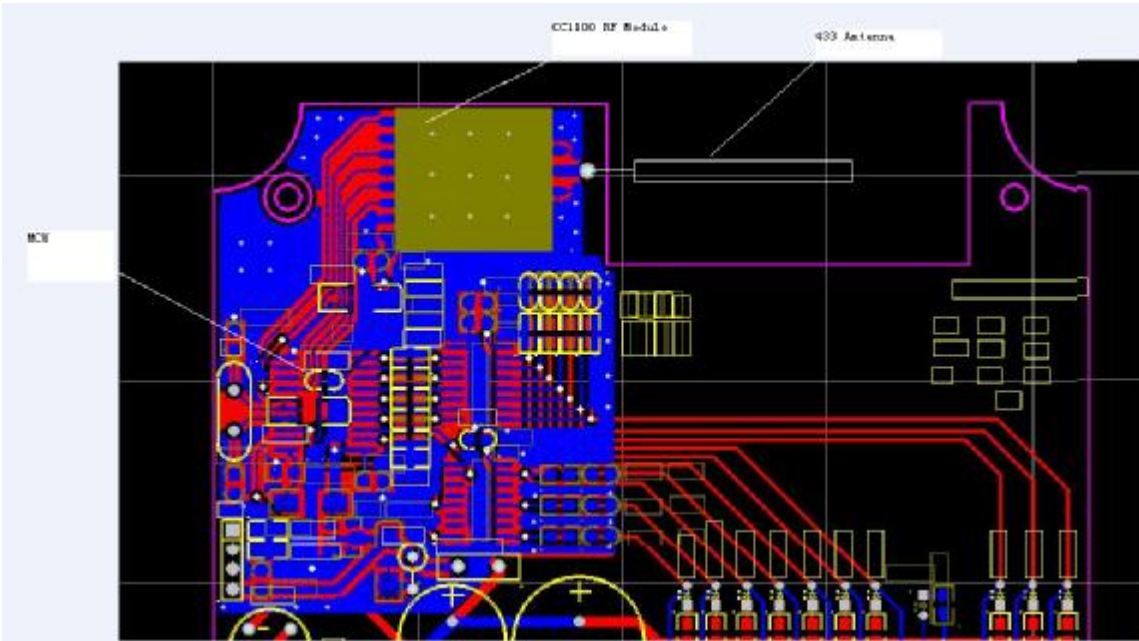 CC1100 RF Module
433 Antenna
MCU
+
+
-